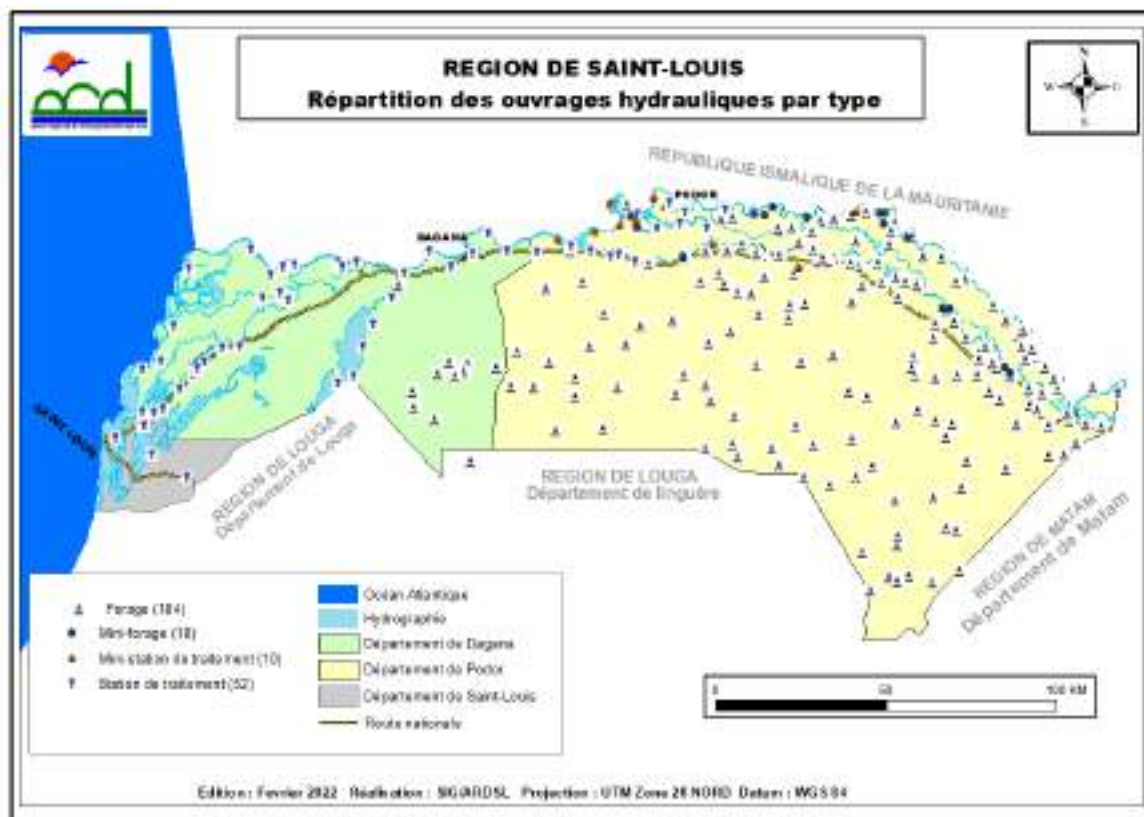 REGION DE SAINT-LOUIS
Répartition des ouvrages hydrauliques par type
N
W
S
REPUBLIQUE ISMALIQUE DE LA MAURITANIE
PODOR
DAGANA
SAINT-LOUIS
REGION DE LOUGA
Département de Louga
REGION DE LOUGA
Département de linguère
REGION DE MATAM
Département de Matam
Forage (184)
Mini-forage (18)
Mini station de traitement (10)
Station de traitement (52)
Océan Atlantique
Hydrographie
Département de Dagana
Département de Podor
Département de Saint-Louis
Route nationale
0 50 100 KM
Edition : Fevrier 2022 Réalisation : SIG/ARDSL Projection : UTM Zone 28 NORD Datum : WGS 84